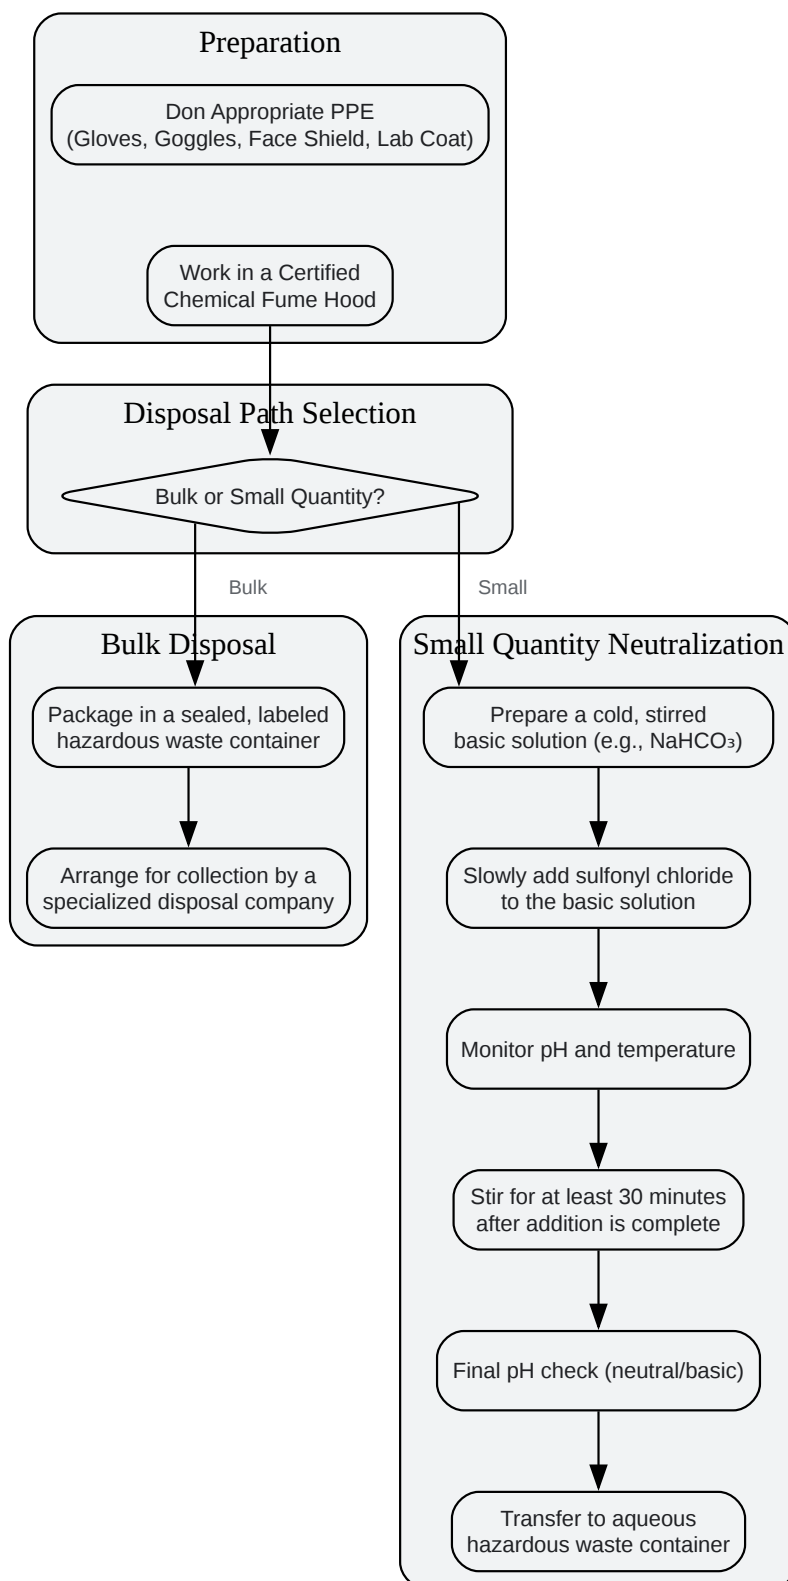 Preparation
Don Appropriate PPE
(Gloves, Goggles, Face Shield, Lab Coat)
Work in a Certified
Chemical Fume Hood
Disposal Path Selection
Bulk or Small Quantity?
Bulk
Small
Bulk Disposal
Package in a sealed, labeled
hazardous waste container
Arrange for collection by a
specialized disposal company
Small Quantity Neutralization
Prepare a cold, stirred
basic solution (e.g., NaHCO₃)
Slowly add sulfonyl chloride
to the basic solution
Monitor pH and temperature
Stir for at least 30 minutes
after addition is complete
Final pH check (neutral/basic)
Transfer to aqueous
hazardous waste container